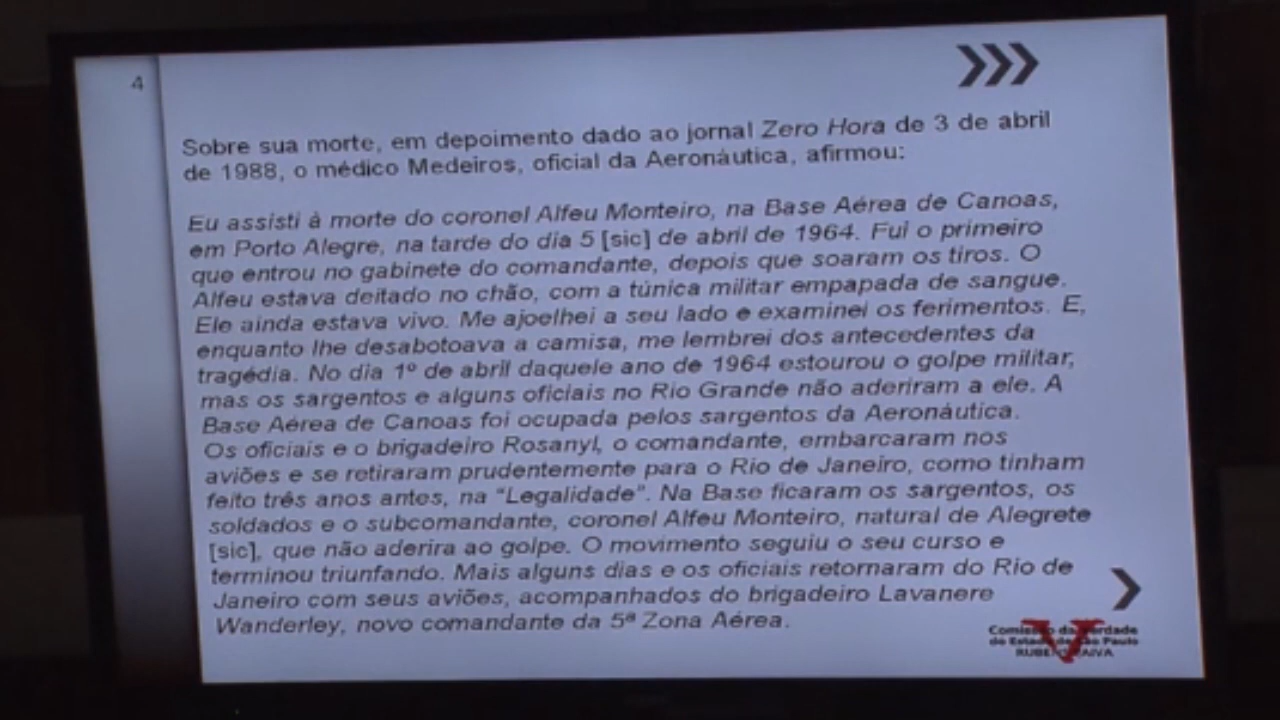 4
Sobre sua morte, em depoimento dado ao jornal Zero Hora de 3 de abril
de 1988, o médico Medeiros, oficial da Aeronáutica, afirmou:
Eu assisti à morte do coronel Alfeu Monteiro, na Base Aérea de Canoas,
em Porto Alegre, na tarde do dia 5 [sic] de abril de 1964. Fui o primeiro
que entrou no gabinete do comandante, depois que soaram os tiros. O
Alfeu estava deitado no chão, com a túnica militar empapada de sangue.
Ele ainda estava vivo. Me ajoelhei a seu lado e examinei os ferimentos. E,
enquanto lhe desabotoava a camisa, me lembrei dos antecedentes da
tragédia. No dia 1º de abril daquele ano de 1964 estourou o golpe militar,
mas os sargentos e alguns oficiais no Rio Grande não aderiram a ele. A
Base Aérea de Canoas foi ocupada pelos sargentos da Aeronáutica.
Os oficiais e o brigadeiro Rosanyl, o comandante, embarcaram nos
aviões e se retiraram prudentemente para o Rio de Janeiro, como tinham
feito três anos antes, na “Legalidade”. Na Base ficaram os sargentos, os
soldados e o subcomandante, coronel Alfeu Monteiro, natural de Alegrete
[sic], que não aderira ao golpe. O movimento seguiu o seu curso e
terminou triunfando. Mais alguns dias e os oficiais retornaram do Rio de
Janeiro com seus aviões, acompanhados do brigadeiro Lavanere
Wanderley, novo comandante da 5ª Zona Aérea.
Comissão da Verdade
do Estado de São Paulo
RUBENS PAIVA